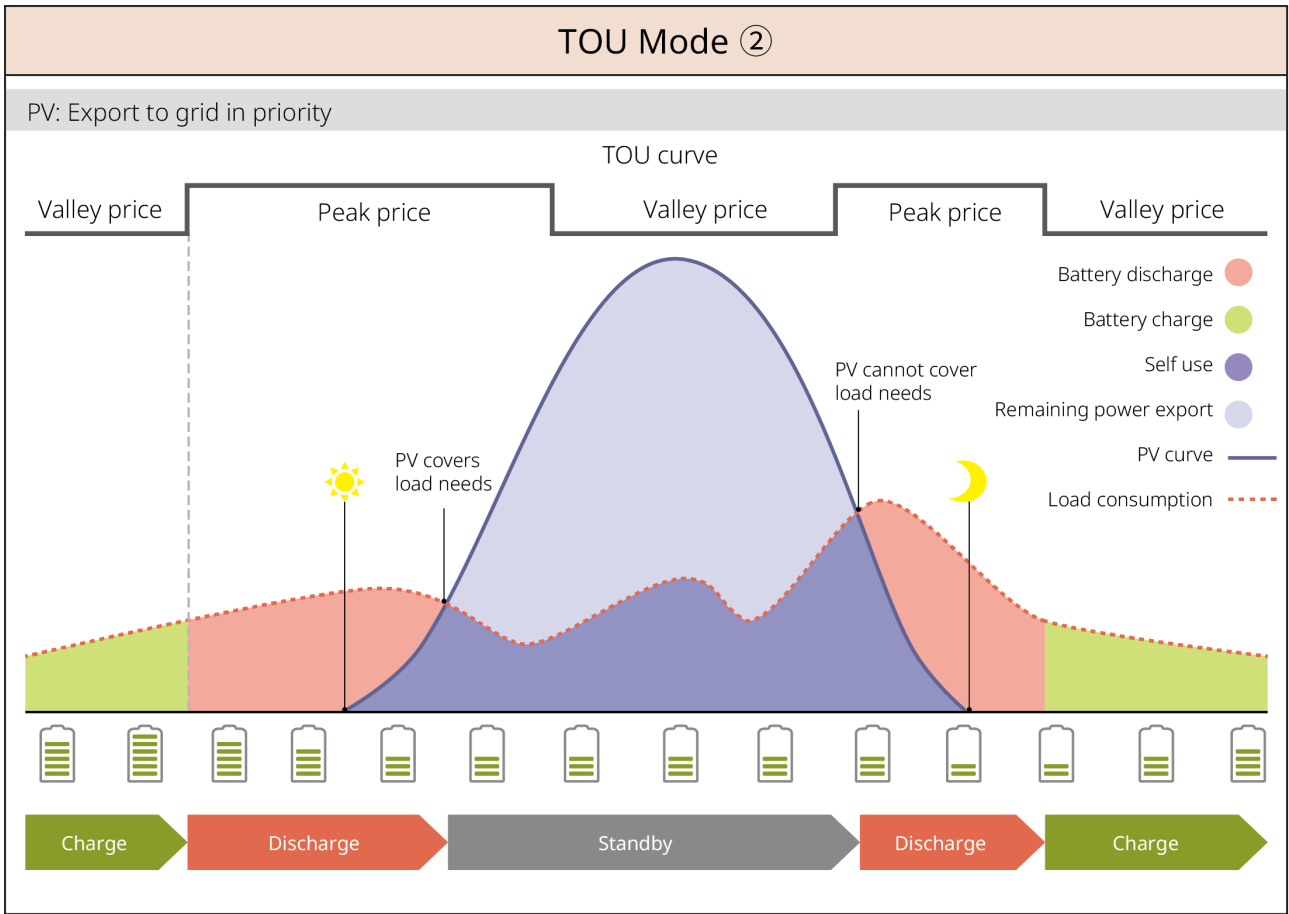 TOU Mode ②
PV: Export to grid in priority
TOU curve
Valley price
Peak price
Valley price
Peak price
Valley price
Battery discharge
Battery charge
Self use
Remaining power export
PV curve
Load consumption
PV cannot cover
load needs
PV covers
load needs
Charge
Discharge
Standby
Discharge
Charge